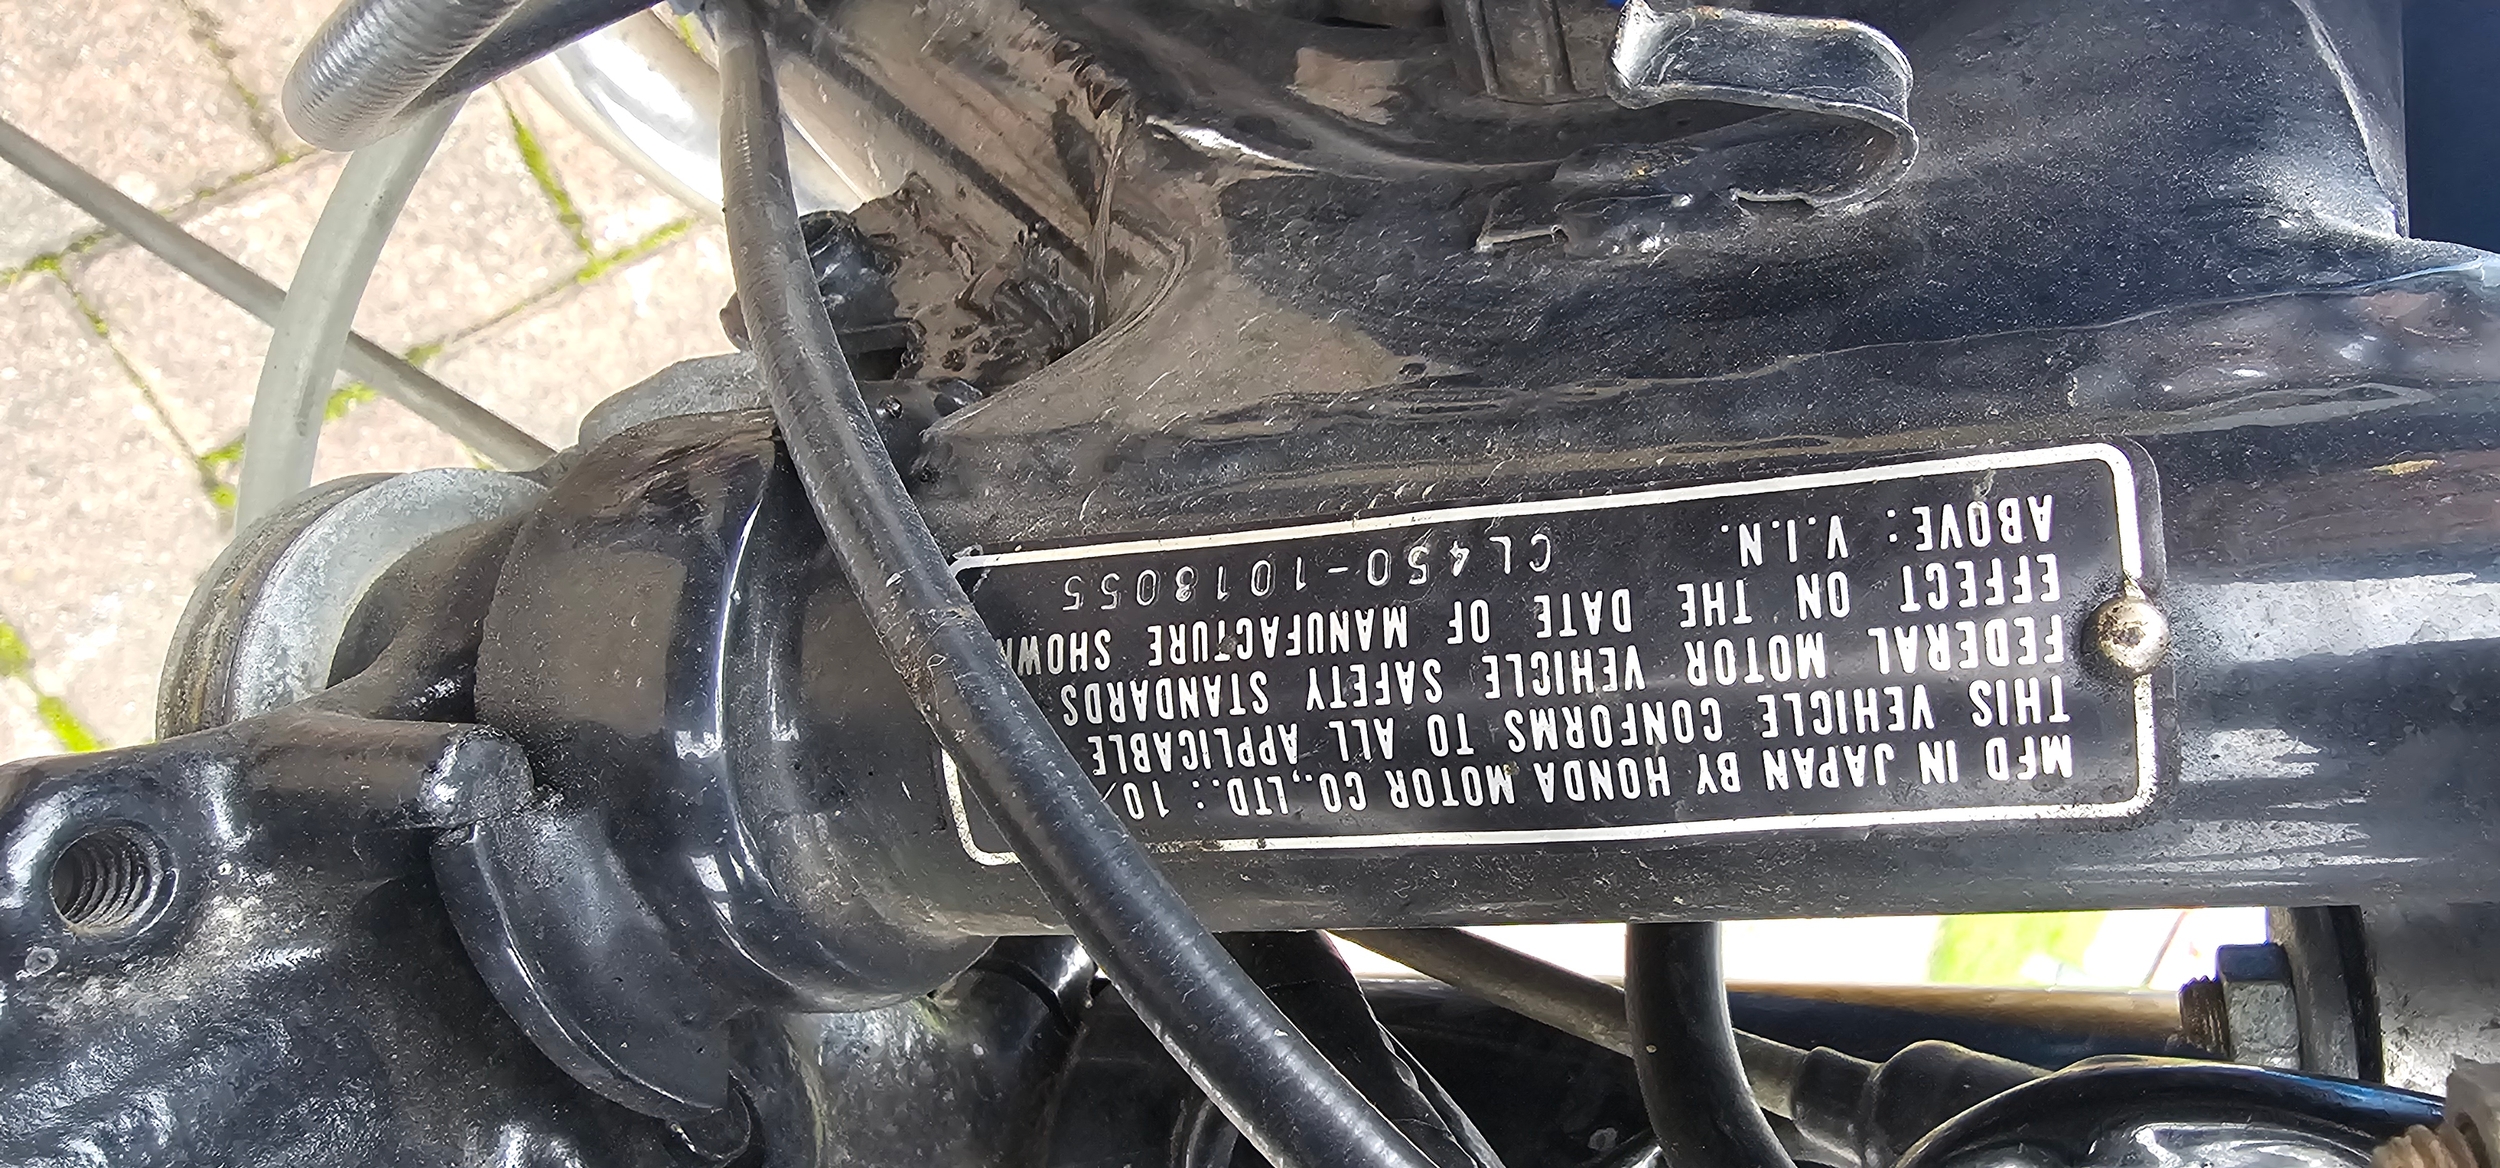 MFD IN JAPAN BY HONDA MOTOR CO., LTD.: 10/
THIS VEHICLE CONFORMS TO ALL APPLICABLE
FEDERAL MOTOR VEHICLE SAFETY STANDARDS
EFFECT ON THE DATE OF MANUFACTURE SHOWN
ABOVE: V.I.N. CL450-1018055